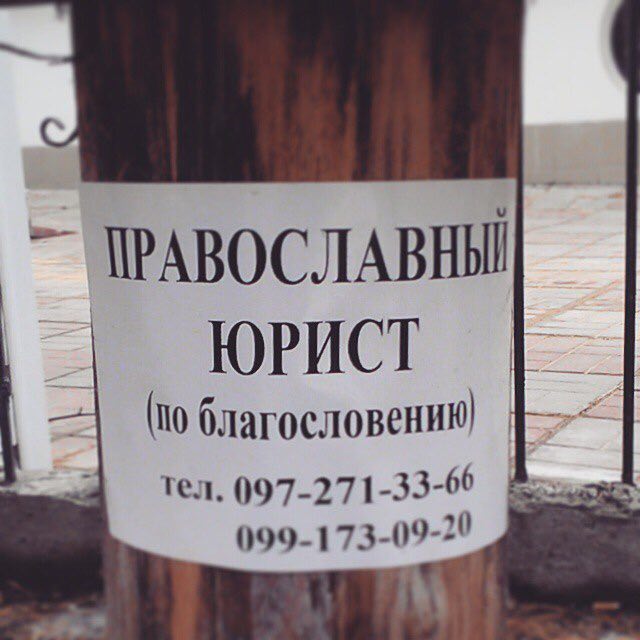 ПРАВОСЛАВНЫЙ
ЮРИСТ
(по благословению)
тел. 097-271-33-66
099-173-09-20